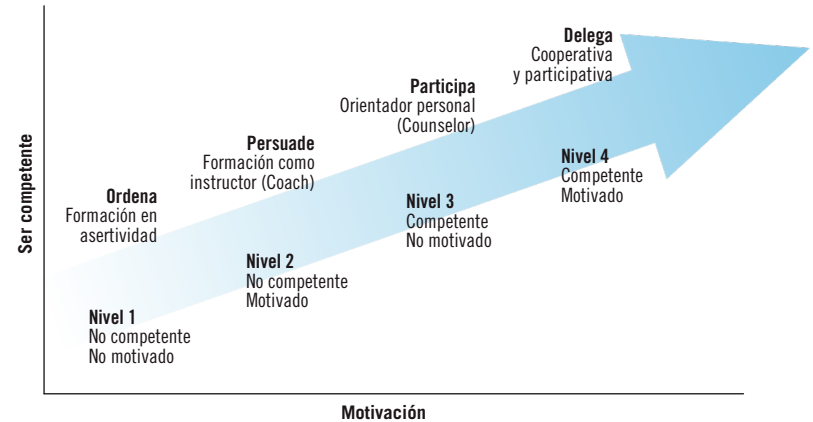 Delega
Cooperativa
y participativa
Participa
Orientador personal
(Counselor)
Persuade
Formación como
instructor (Coach)
Ordena
Formación en
asertividad
Nivel 4
Competente
Motivado
Nivel 3
Competente
No motivado
Nivel 2
No competente
Motivado
Nivel 1
No competente
No motivado
Ser competente
Motivación